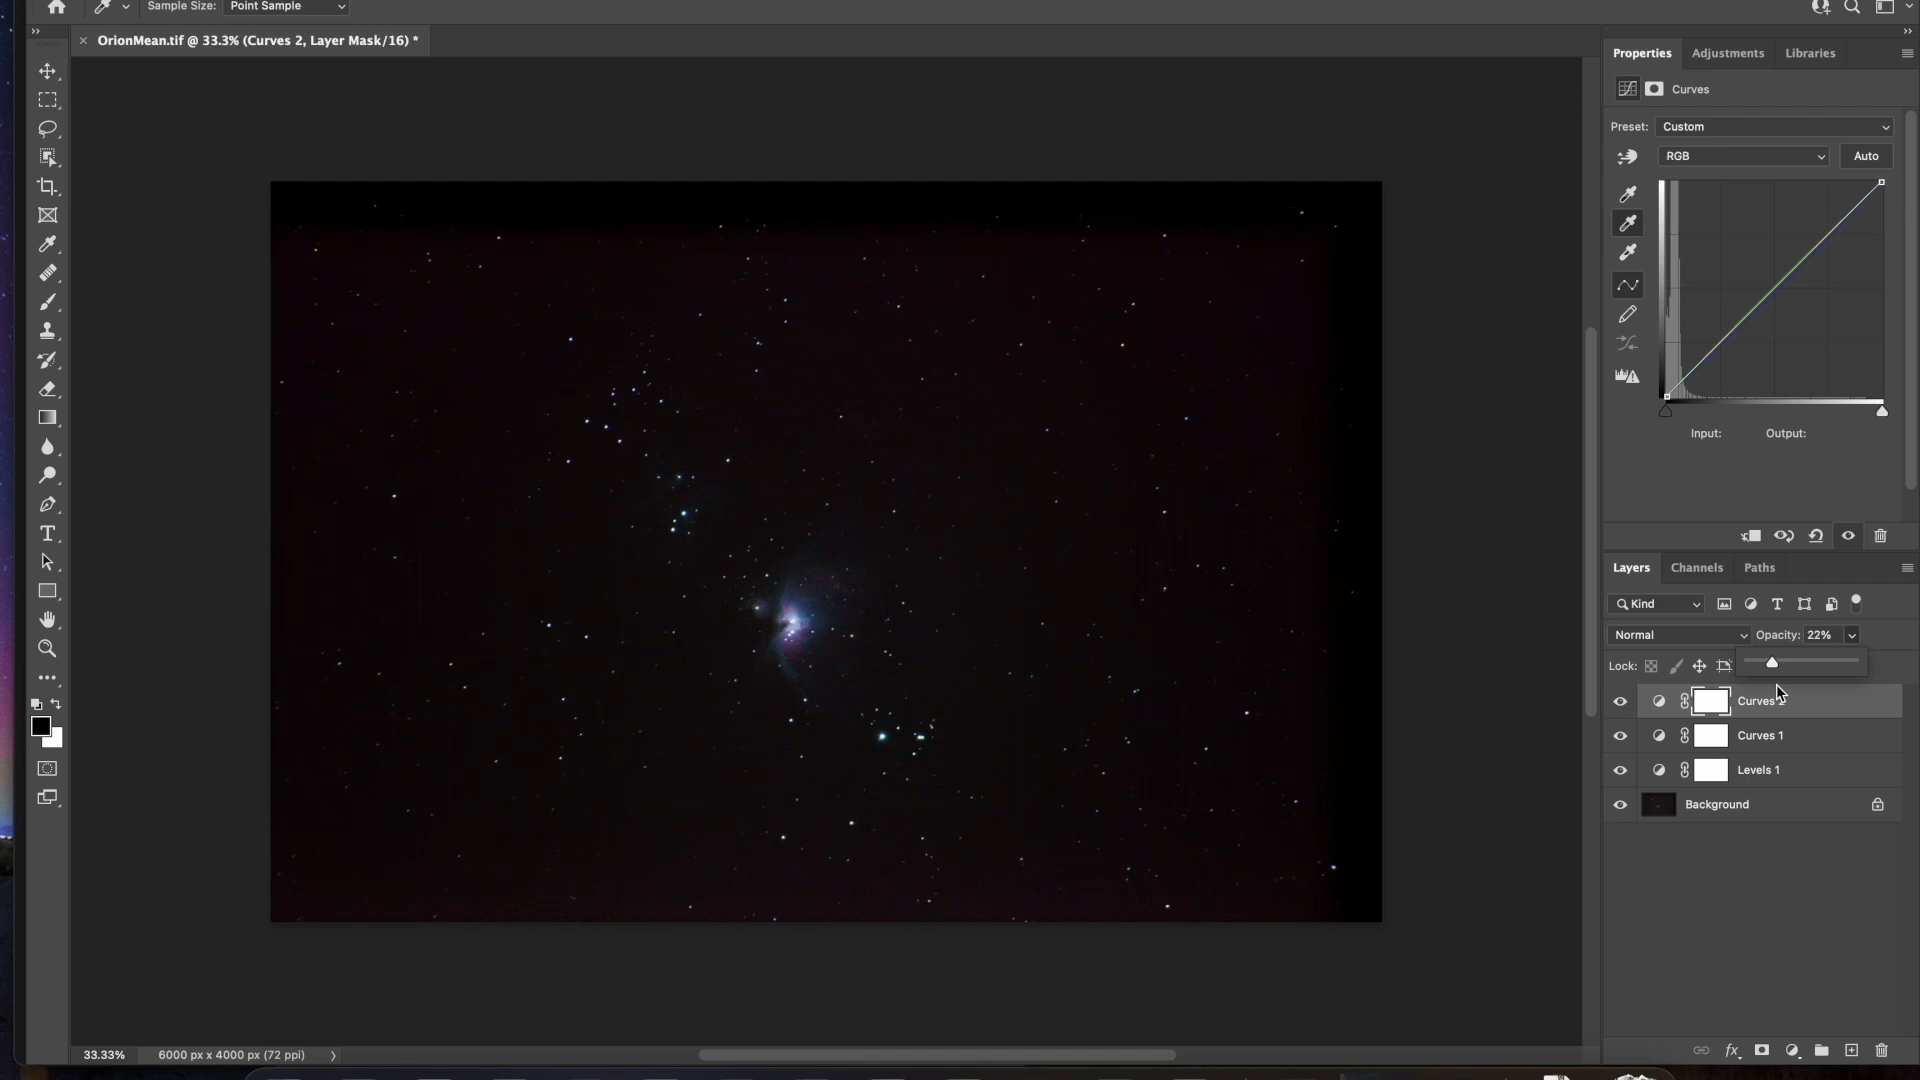 Sample Size: Point Sample
OrionMean.tif @ 33.3% (Curves 2, Layer Mask/16) *
Properties Adjustments Libraries
Curves
Preset: Custom
RGB Auto
Input: Output:
Layers Channels Paths
Kind
Normal Opacity: 22%
Lock:
Curves 2
Curves 1
Levels 1
Background
33.33% 6000 px x 4000 px (72 ppi)